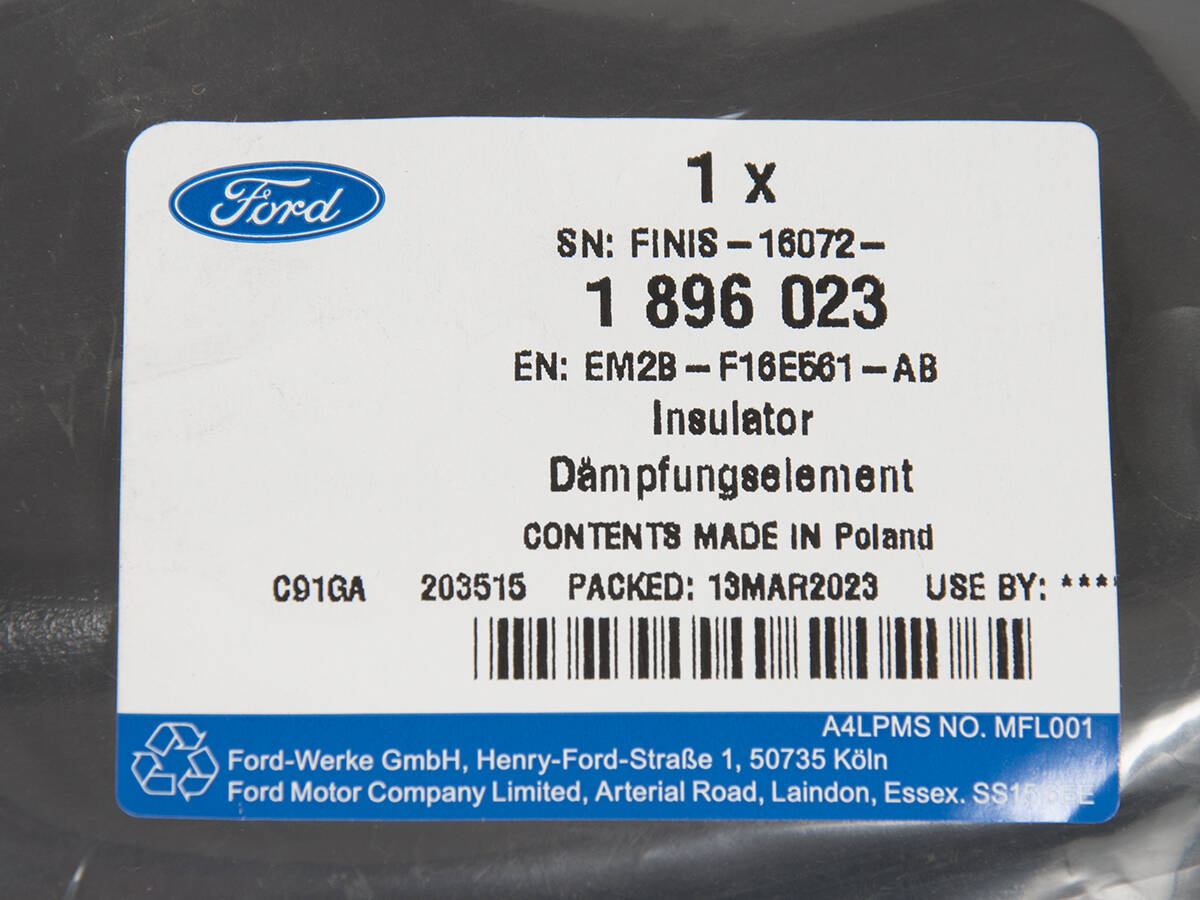 Ford
1 x
SN: FINIS-16072-
1 896 023
EN: EM2B-F16E561-AB
Insulator
Dämpfungselement
CONTENTS MADE IN Poland
C91GA 203515 PACKED: 13MAR2023 USE BY: ****
A4LPMS NO. MFL001
Ford-Werke GmbH, Henry-Ford-Straße 1, 50735 Köln
Ford Motor Company Limited, Arterial Road, Laindon, Essex. SS15